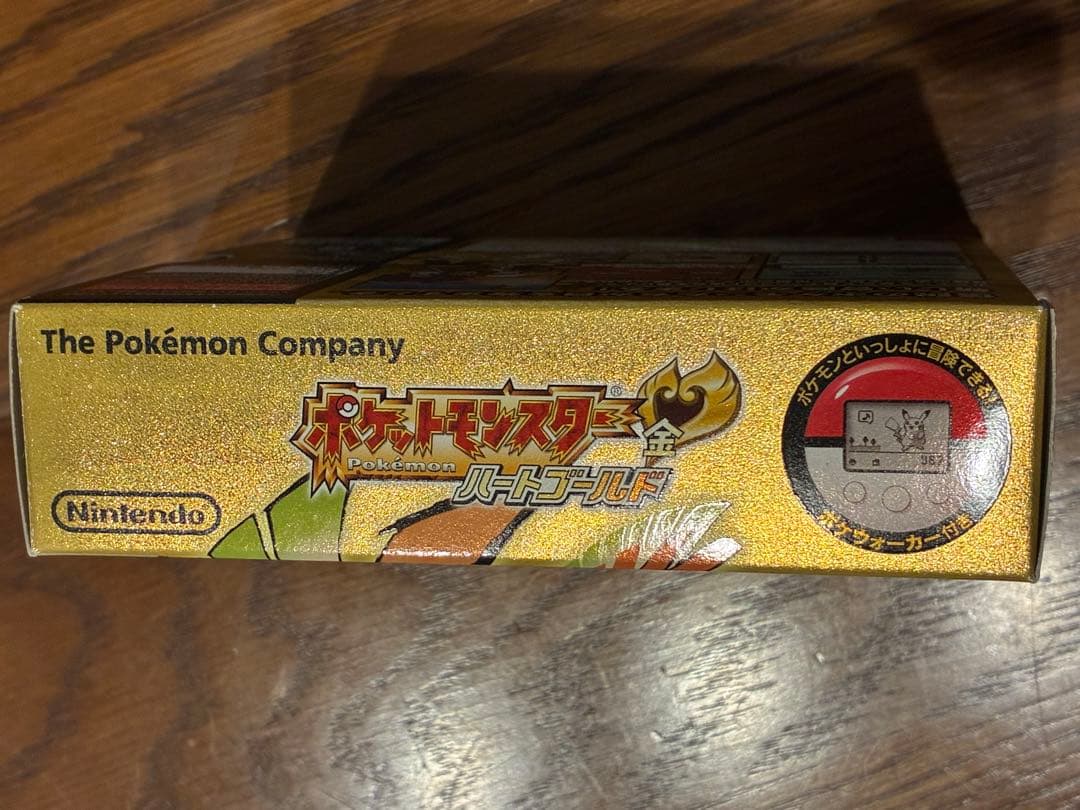 The Pokémon Company
ポケットモンスター®
Pokémon
金
ハートゴールド
Nintendo
ポケモンといっしょに冒険できる!
ポケウォーカー付き